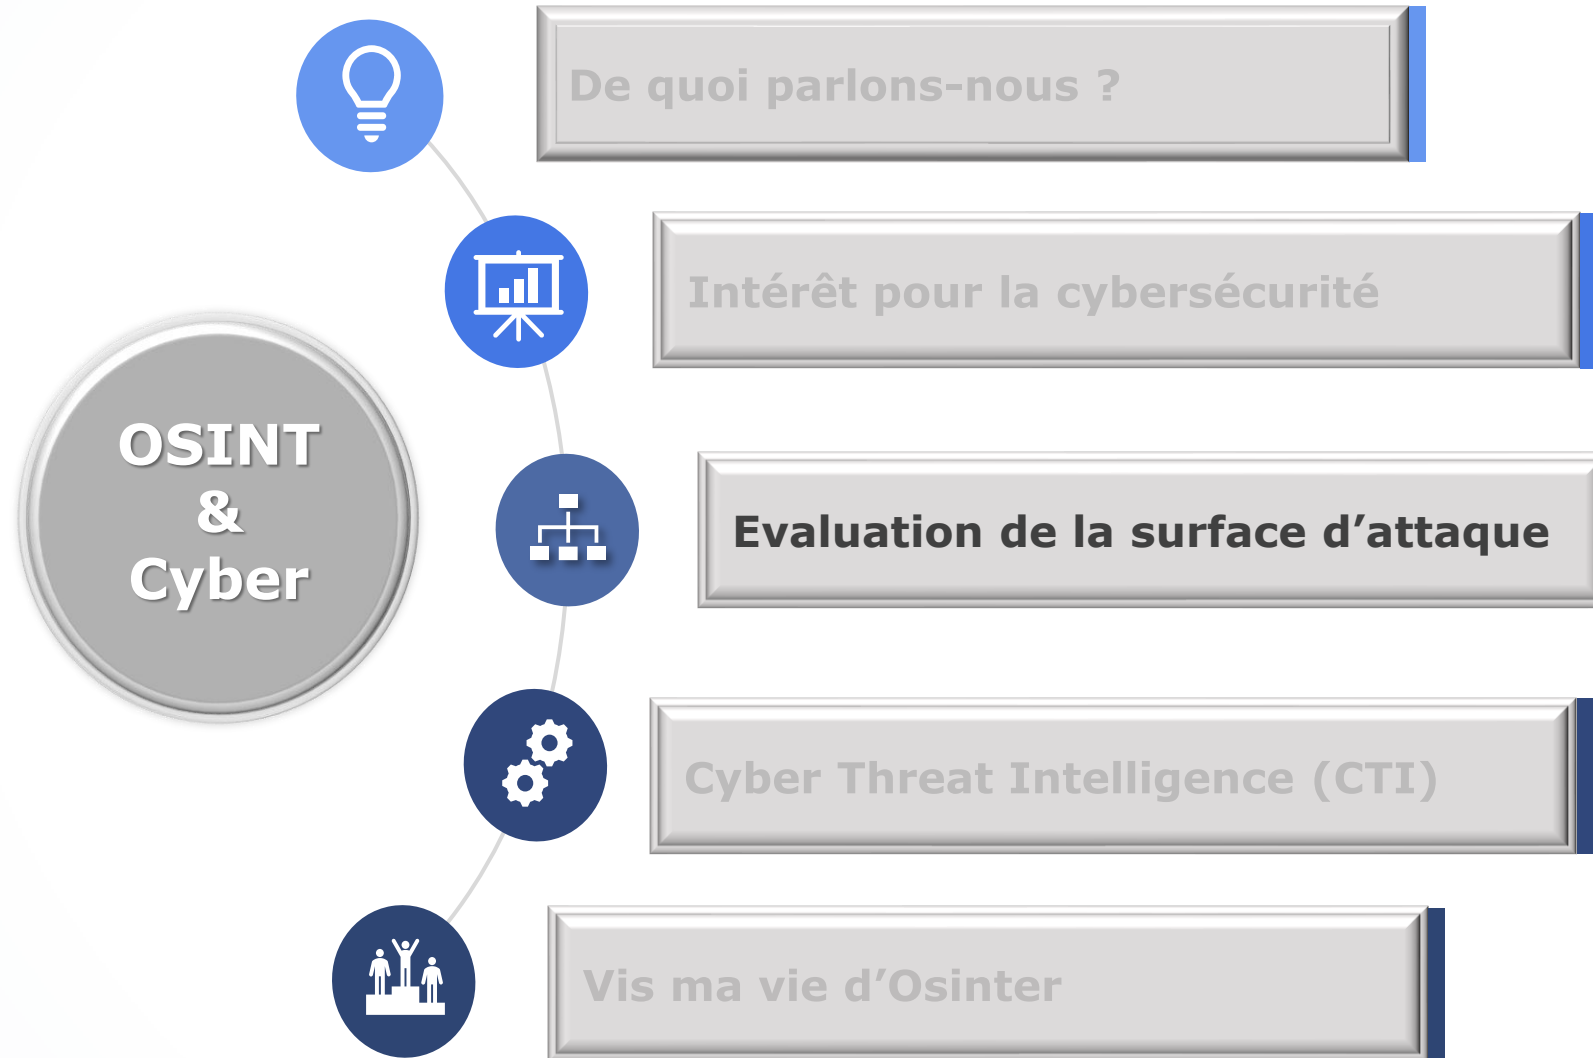 De quoi parlons-nous ?
Intérêt pour la cybersécurité
OSINT
&
Cyber
Evaluation de la surface d’attaque
Cyber Threat Intelligence (CTI)
Vis ma vie d’Osinter